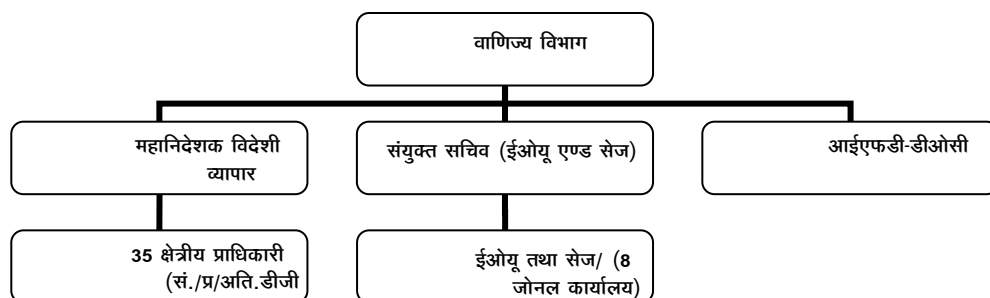 वाणिज्य विभाग
महानिदेशक विदेशी
व्यापार
संयुक्त सचिव (ईओयू एण्ड सेज)
आईएफडी-डीओसी
35 क्षेत्रीय प्राधिकारी
(सं./प्र/अति.डीजी
ईओयू तथा सेज/ (8
जोनल कार्यालय)